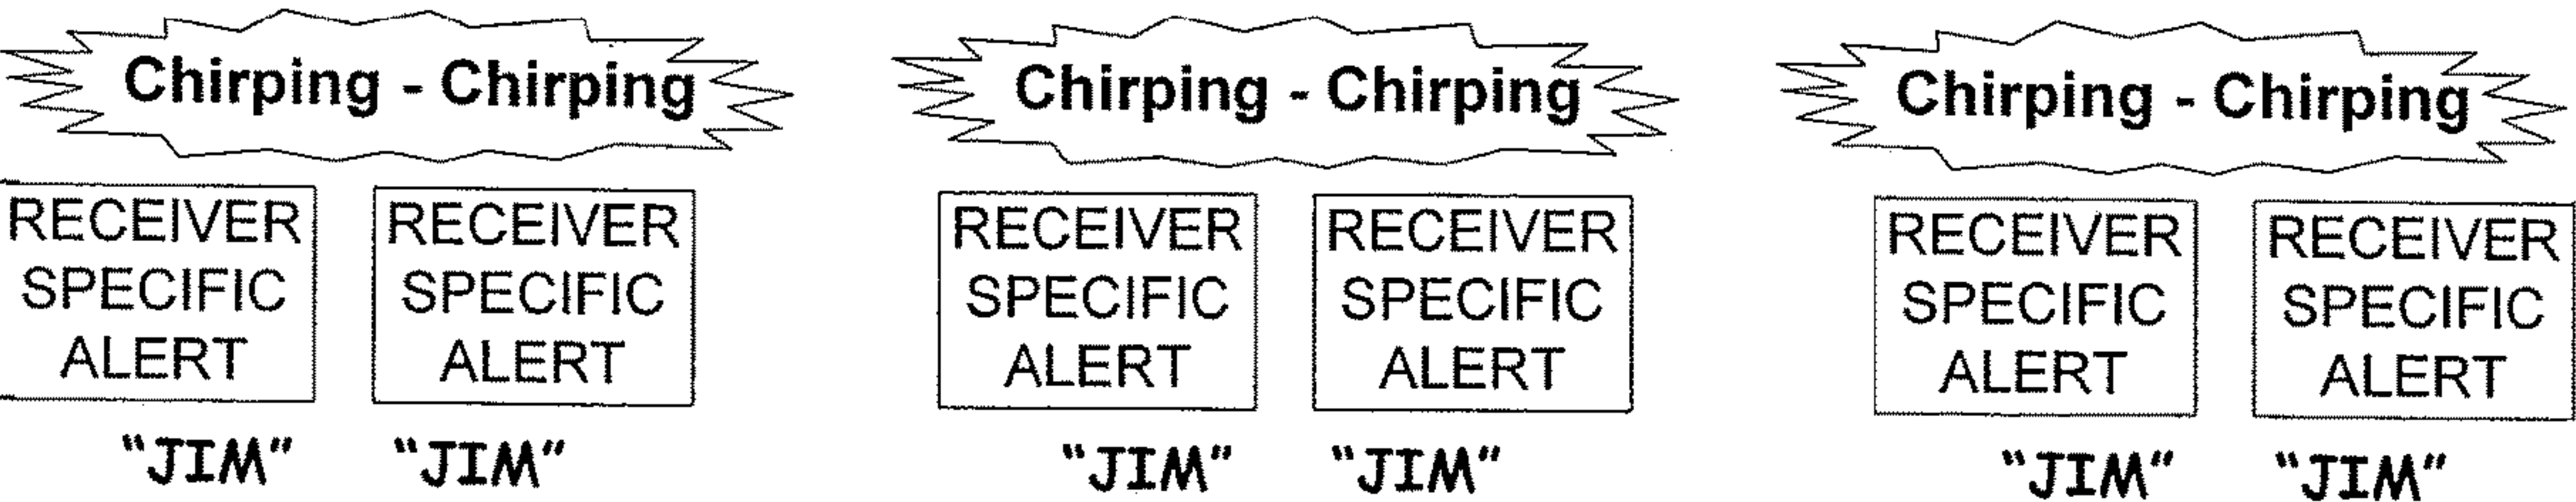 Chirping - Chirping
Chirping - Chirping
Chirping - Chirping
RECEIVER
SPECIFIC
ALERT
RECEIVER
SPECIFIC
ALERT
RECEIVER
SPECIFIC
ALERT
RECEIVER
SPECIFIC
ALERT
RECEIVER
SPECIFIC
ALERT
RECEIVER
SPECIFIC
ALERT
"JIM" "JIM" "JIM" "JIM" "JIM" "JIM"